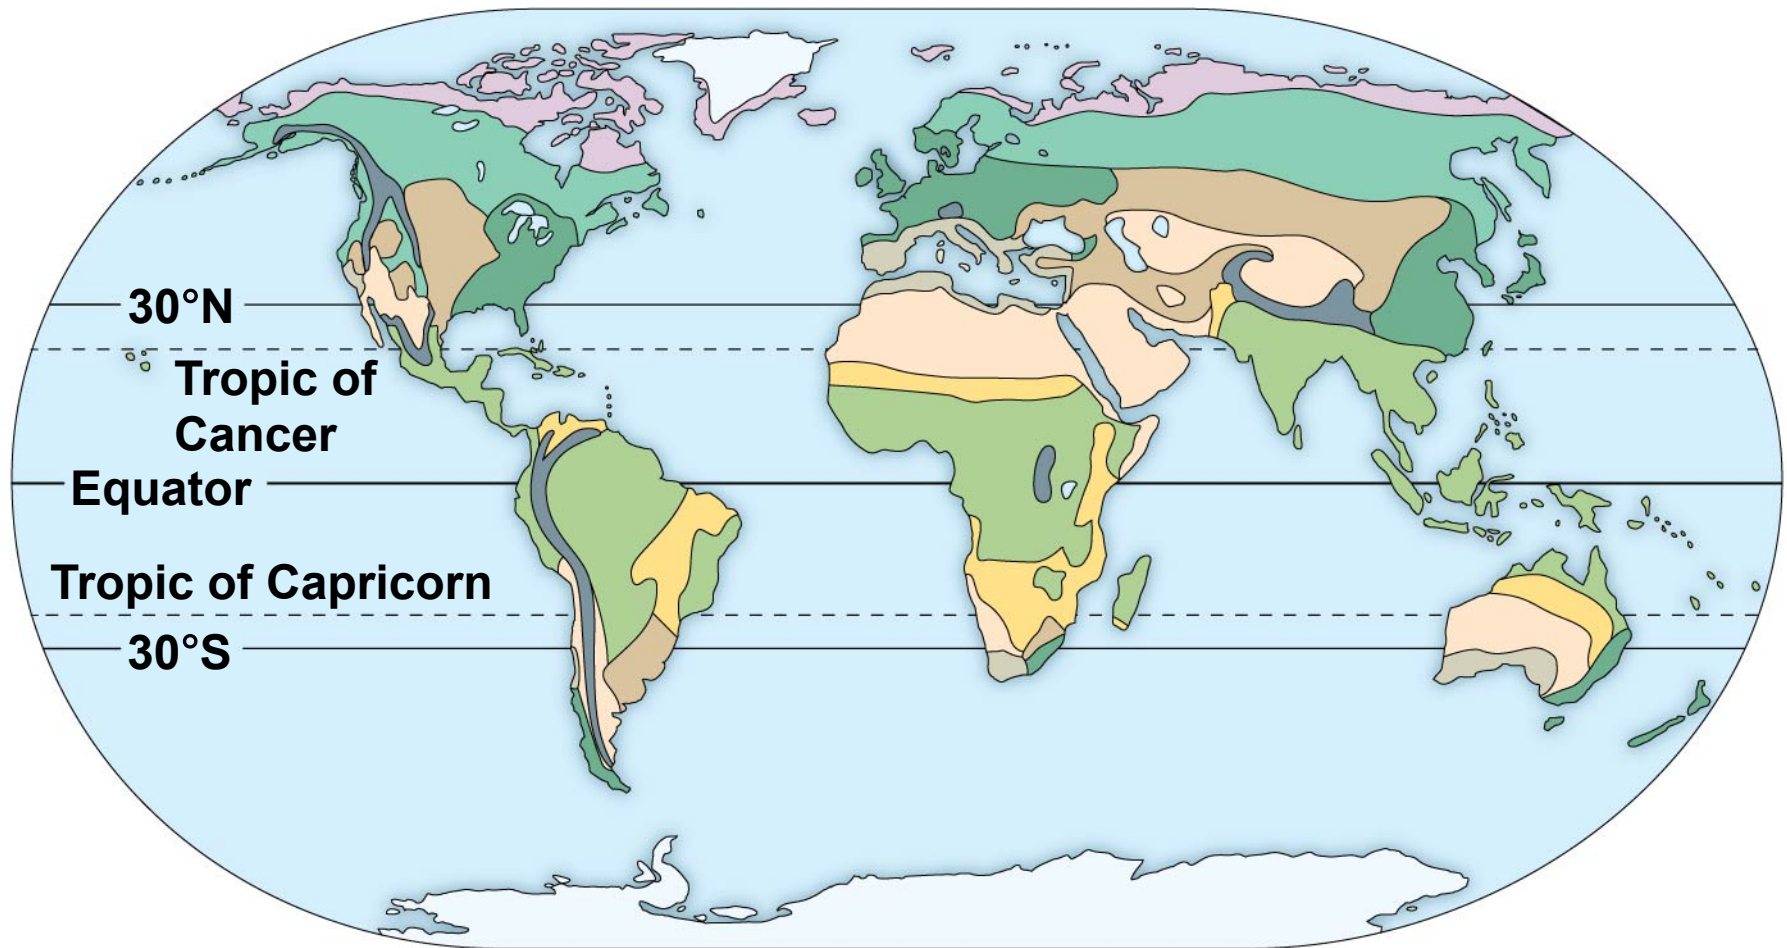 30°N
Tropic of
Cancer
Equator
Tropic of Capricorn
30°S